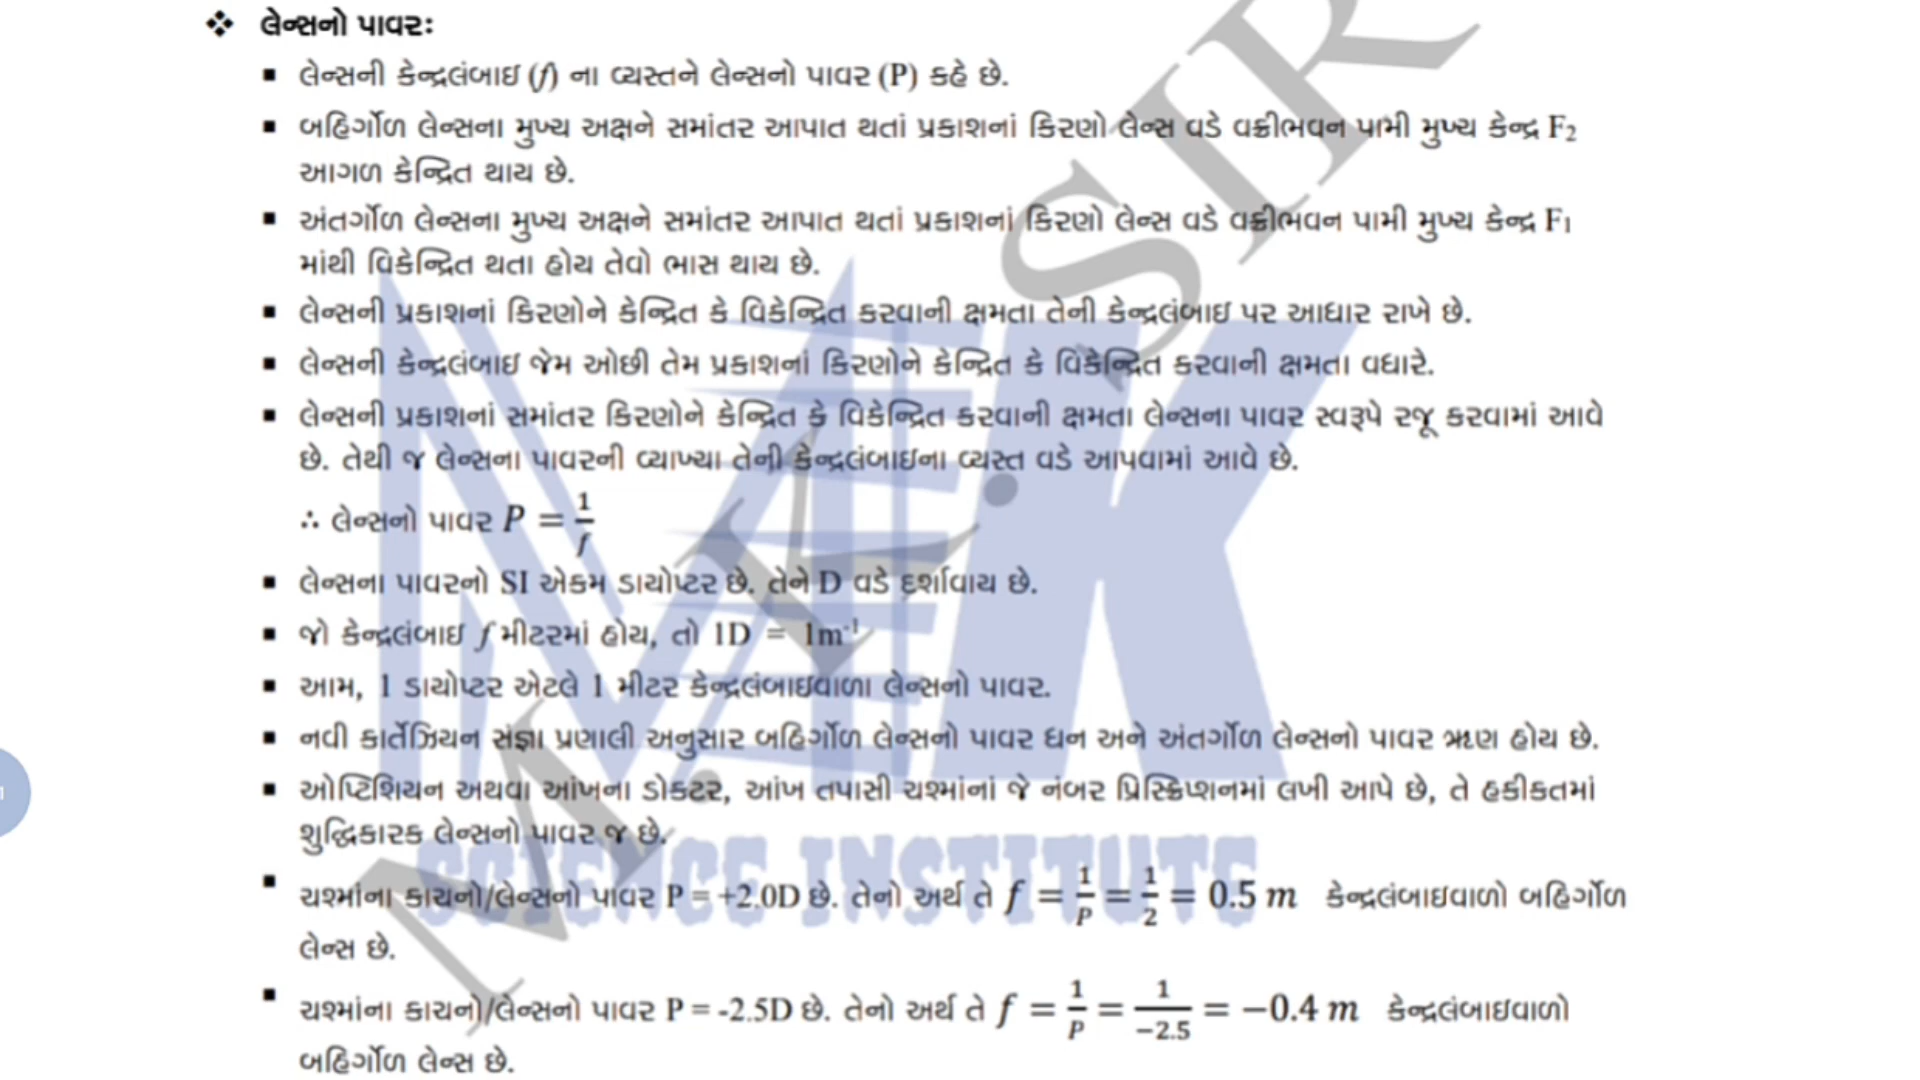 ❖ લેન્સનો પાવરઃ
▪ લેન્સની કેન્દ્રલંબાઇ (f) ના વ્યસ્તને લેન્સનો પાવર (P) કહે છે.
▪ બહિર્ગોળ લેન્સના મુખ્ય અક્ષને સમાંતર આપાત થતાં પ્રકાશનાં કિરણો લેન્સ વડે વક્રીભવન પામી મુખ્ય કેન્દ્ર F₂
આગળ કેન્દ્રિત થાય છે.
▪ અંતર્ગોળ લેન્સના મુખ્ય અક્ષને સમાંતર આપાત થતાં પ્રકાશનાં કિરણો લેન્સ વડે વક્રીભવન પામી મુખ્ય કેન્દ્ર F₁
માંથી વિકેન્દ્રિત થતા હોય તેવો ભાસ થાય છે.
▪ લેન્સની પ્રકાશનાં કિરણોને કેન્દ્રિત કે વિકેન્દ્રિત કરવાની ક્ષમતા તેની કેન્દ્રલંબાઇ પર આધાર રાખે છે.
▪ લેન્સની કેન્દ્રલંબાઇ જેમ ઓછી તેમ પ્રકાશનાં કિરણોને કેન્દ્રિત કે વિકેન્દ્રિત કરવાની ક્ષમતા વધારે.
▪ લેન્સની પ્રકાશનાં સમાંતર કિરણોને કેન્દ્રિત કે વિકેન્દ્રિત કરવાની ક્ષમતા લેન્સના પાવર સ્વરૂપે રજૂ કરવામાં આવે
છે. તેથી જ લેન્સના પાવરની વ્યાખ્યા તેની કેન્દ્રલંબાઇના વ્યસ્ત વડે આપવામાં આવે છે.
∴ લેન્સનો પાવર P = 1/f
▪ લેન્સના પાવરનો SI એકમ ડાયોપ્ટર છે. તેને D વડે દર્શાવાય છે.
▪ જો કેન્દ્રલંબાઇ f મીટરમાં હોય, તો 1D = 1m⁻¹
▪ આમ, 1 ડાયોપ્ટર એટલે 1 મીટર કેન્દ્રલંબાઇવાળા લેન્સનો પાવર.
▪ નવી કાર્તેઝિયન સંજ્ઞા પ્રણાલી અનુસાર બહિર્ગોળ લેન્સનો પાવર ધન અને અંતર્ગોળ લેન્સનો પાવર ઋણ હોય છે.
▪ ઓપ્ટિશિયન અથવા આંખના ડોકટર, આંખ તપાસી ચશ્માંનાં જે નંબર પ્રિસ્ક્રિપ્શનમાં લખી આપે છે, તે હકીકતમાં
શુદ્ધિકારક લેન્સનો પાવર જ છે.
▪ ચશ્માંના કાચનો/લેન્સનો પાવર P = +2.0D છે. તેનો અર્થ તે f = 1/P = 1/2 = 0.5 m કેન્દ્રલંબાઇવાળો બહિર્ગોળ
લેન્સ છે.
▪ ચશ્માંના કાચનો/લેન્સનો પાવર P = -2.5D છે. તેનો અર્થ તે f = 1/P = 1/−2.5 = −0.4 m કેન્દ્રલંબાઇવાળો
બહિર્ગોળ લેન્સ છે.
M.K.SIR
MEK
SCIENCE INSTITUTE
1